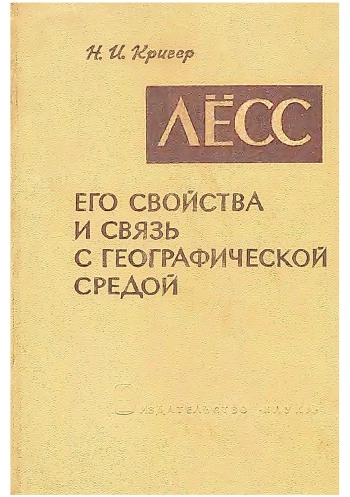 Н. И. Кригер
ЛЁСС
ЕГО СВОЙСТВА
И СВЯЗЬ
С ГЕОГРАФИЧЕСКОЙ
СРЕДОЙ
ИЗДАТЕЛЬСТВО «НАУКА»